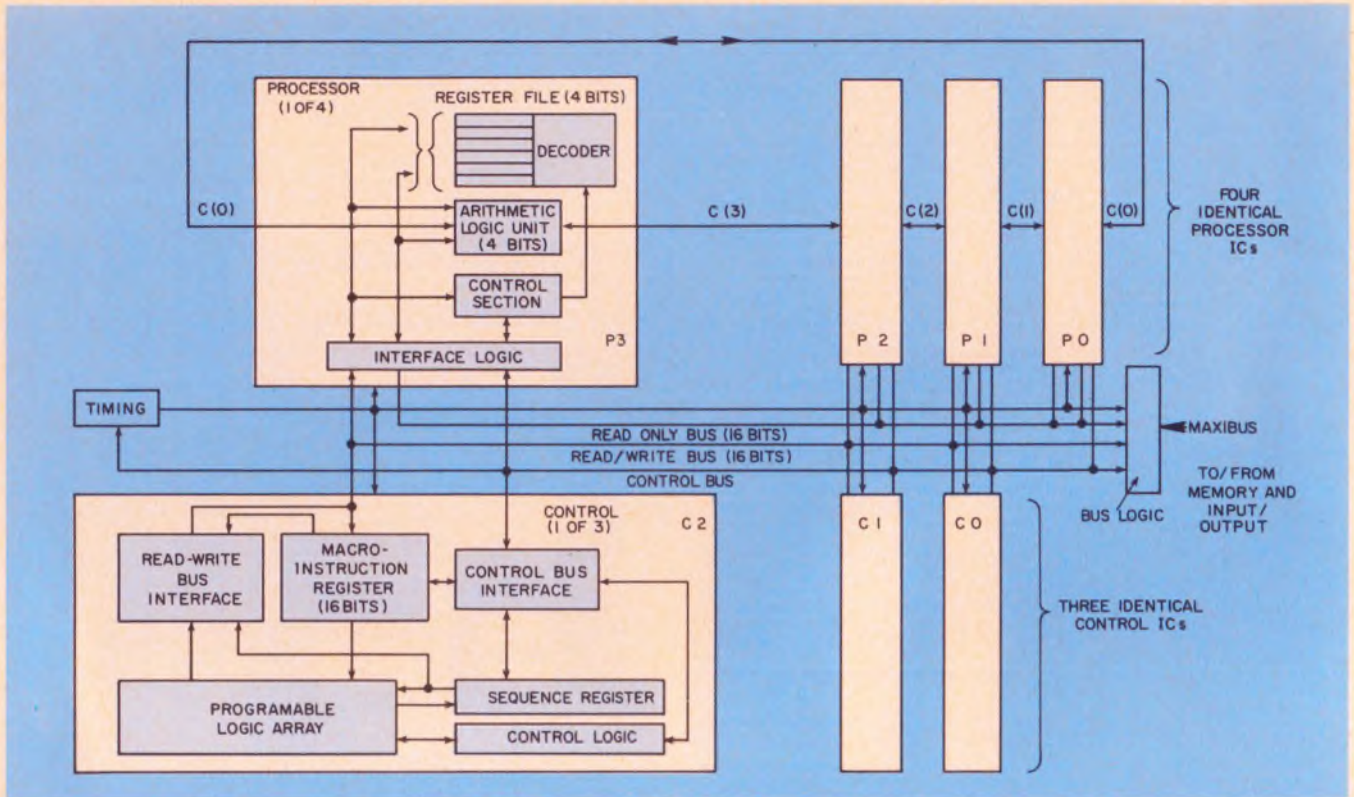 PROCESSOR
(1 OF 4)
REGISTER FILE (4 BITS)
DECODER
C(0)
ARITHMETIC
LOGIC UNIT
(4 BITS)
C(3)
C(2)
C(1)
C(0)
FOUR
IDENTICAL
PROCESSOR
ICs
CONTROL
SECTION
P3
INTERFACE LOGIC
P 2
P 1
P 0
TIMING
READ ONLY BUS (16 BITS)
READ/WRITE BUS (16 BITS)
CONTROL BUS
MAXIBUS
TO/FROM
MEMORY AND
INPUT/
OUTPUT
BUS LOGIC
CONTROL
(1 OF 3)
C 2
READ-WRITE
BUS
INTERFACE
MACRO-
INSTRUCTION
REGISTER
(16 BITS)
CONTROL BUS
INTERFACE
C 1
C 0
THREE IDENTICAL
CONTROL ICs
PROGRAMABLE
LOGIC ARRAY
SEQUENCE REGISTER
CONTROL LOGIC